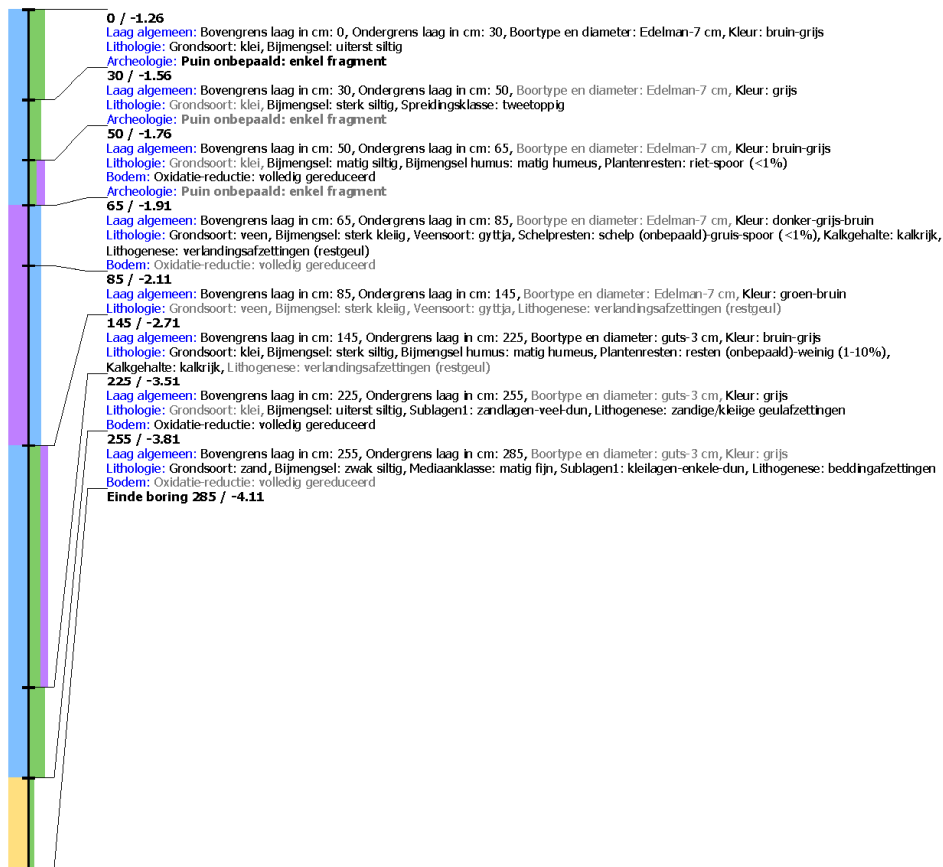 0 / -1.26
Laag algemeen: Bovengrens laag in cm: 0, Ondergrens laag in cm: 30, Boortype en diameter: Edelman-7 cm, Kleur: bruin-grijs
Lithologie: Grondsoort: klei, Bijmengsel: uiterst siltig
Archeologie: Puin onbepaald: enkel fragment
30 / -1.56
Laag algemeen: Bovengrens laag in cm: 30, Ondergrens laag in cm: 50, Boortype en diameter: Edelman-7 cm, Kleur: grijs
Lithologie: Grondsoort: klei, Bijmengsel: sterk siltig, Spreidingsklasse: tweetoppig
Archeologie: Puin onbepaald: enkel fragment
50 / -1.76
Laag algemeen: Bovengrens laag in cm: 50, Ondergrens laag in cm: 65, Boortype en diameter: Edelman-7 cm, Kleur: bruin-grijs
Lithologie: Grondsoort: klei, Bijmengsel: matig siltig, Bijmengsel humus: matig humeus, Plantenresten: riet-spoor (<1%)
Bodem: Oxidatie-reductie: volledig gereduceerd
Archeologie: Puin onbepaald: enkel fragment
65 / -1.91
Laag algemeen: Bovengrens laag in cm: 65, Ondergrens laag in cm: 85, Boortype en diameter: Edelman-7 cm, Kleur: donker-grijs-bruin
Lithologie: Grondsoort: veen, Bijmengsel: sterk kleiig, Veensoort: gyttja, Schelpresten: schelp (onbepaald)-gruis-spoor (<1%), Kalkgehalte: kalkrijk,
Lithogenese: verlandingsafzettingen (restgeul)
Bodem: Oxidatie-reductie: volledig gereduceerd
85 / -2.11
Laag algemeen: Bovengrens laag in cm: 85, Ondergrens laag in cm: 145, Boortype en diameter: Edelman-7 cm, Kleur: groen-bruin
Lithologie: Grondsoort: veen, Bijmengsel: sterk kleiig, Veensoort: gyttja, Lithogenese: verlandingsafzettingen (restgeul)
145 / -2.71
Laag algemeen: Bovengrens laag in cm: 145, Ondergrens laag in cm: 225, Boortype en diameter: guts-3 cm, Kleur: bruin-grijs
Lithologie: Grondsoort: klei, Bijmengsel: sterk siltig, Bijmengsel humus: matig humeus, Plantenresten: resten (onbepaald)-weinig (1-10%),
Kalkgehalte: kalkrijk, Lithogenese: verlandingsafzettingen (restgeul)
225 / -3.51
Laag algemeen: Bovengrens laag in cm: 225, Ondergrens laag in cm: 255, Boortype en diameter: guts-3 cm, Kleur: grijs
Lithologie: Grondsoort: klei, Bijmengsel: uiterst siltig, Sublagen1: zandlagen-veel-dun, Lithogenese: zandige/kleiige geulafzettingen
Bodem: Oxidatie-reductie: volledig gereduceerd
255 / -3.81
Laag algemeen: Bovengrens laag in cm: 255, Ondergrens laag in cm: 285, Boortype en diameter: guts-3 cm, Kleur: grijs
Lithologie: Grondsoort: zand, Bijmengsel: zwak siltig, Mediaanklasse: matig fijn, Sublagen1: kleilagen-enkele-dun, Lithogenese: beddingafzettingen
Bodem: Oxidatie-reductie: volledig gereduceerd
Einde boring 285 / -4.11